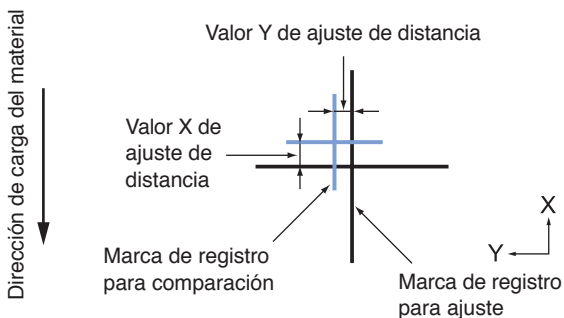 Dirección de carga del material
Valor Y de ajuste de distancia
Valor X de
ajuste de
distancia
Marca de registro
para comparación
Marca de registro
para ajuste
X
Y